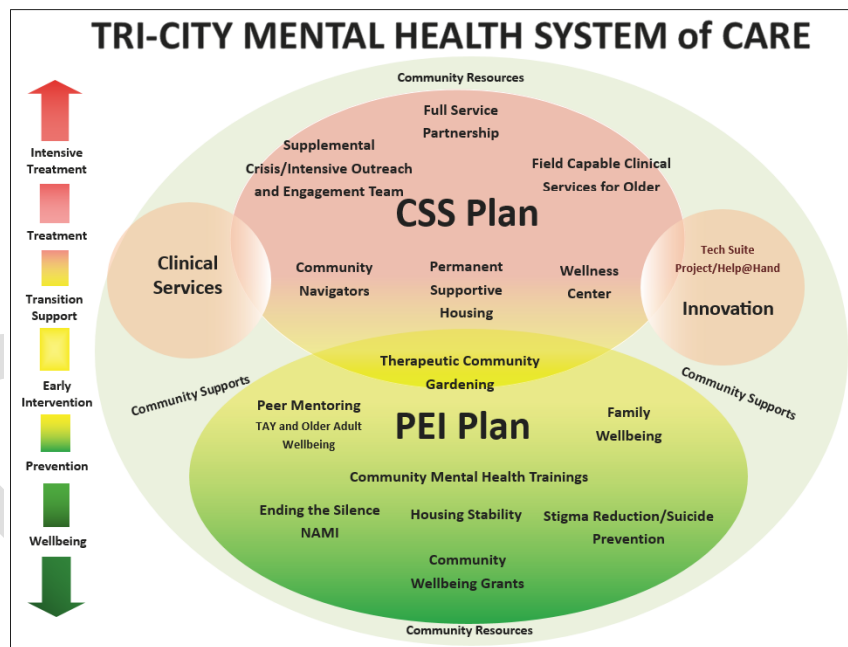 TRI-CITY MENTAL HEALTH SYSTEM of CARE
Community Resources
Full Service
Partnership
Supplemental
Crisis/Intensive Outreach
and Engagement Team
Field Capable Clinical
Services for Older
CSS Plan
Clinical
Services
Community
Navigators
Permanent
Supportive
Housing
Wellness
Center
Tech Suite
Project/Help@Hand
Innovation
Therapeutic Community
Gardening
Community Supports
Community Supports
Peer Mentoring
TAY and Older Adult
Wellbeing
PEI Plan
Family
Wellbeing
Community Mental Health Trainings
Ending the Silence
NAMI
Housing Stability
Stigma Reduction/Suicide
Prevention
Community
Wellbeing Grants
Community Resources
Intensive
Treatment
Treatment
Transition
Support
Early
Intervention
Prevention
Wellbeing